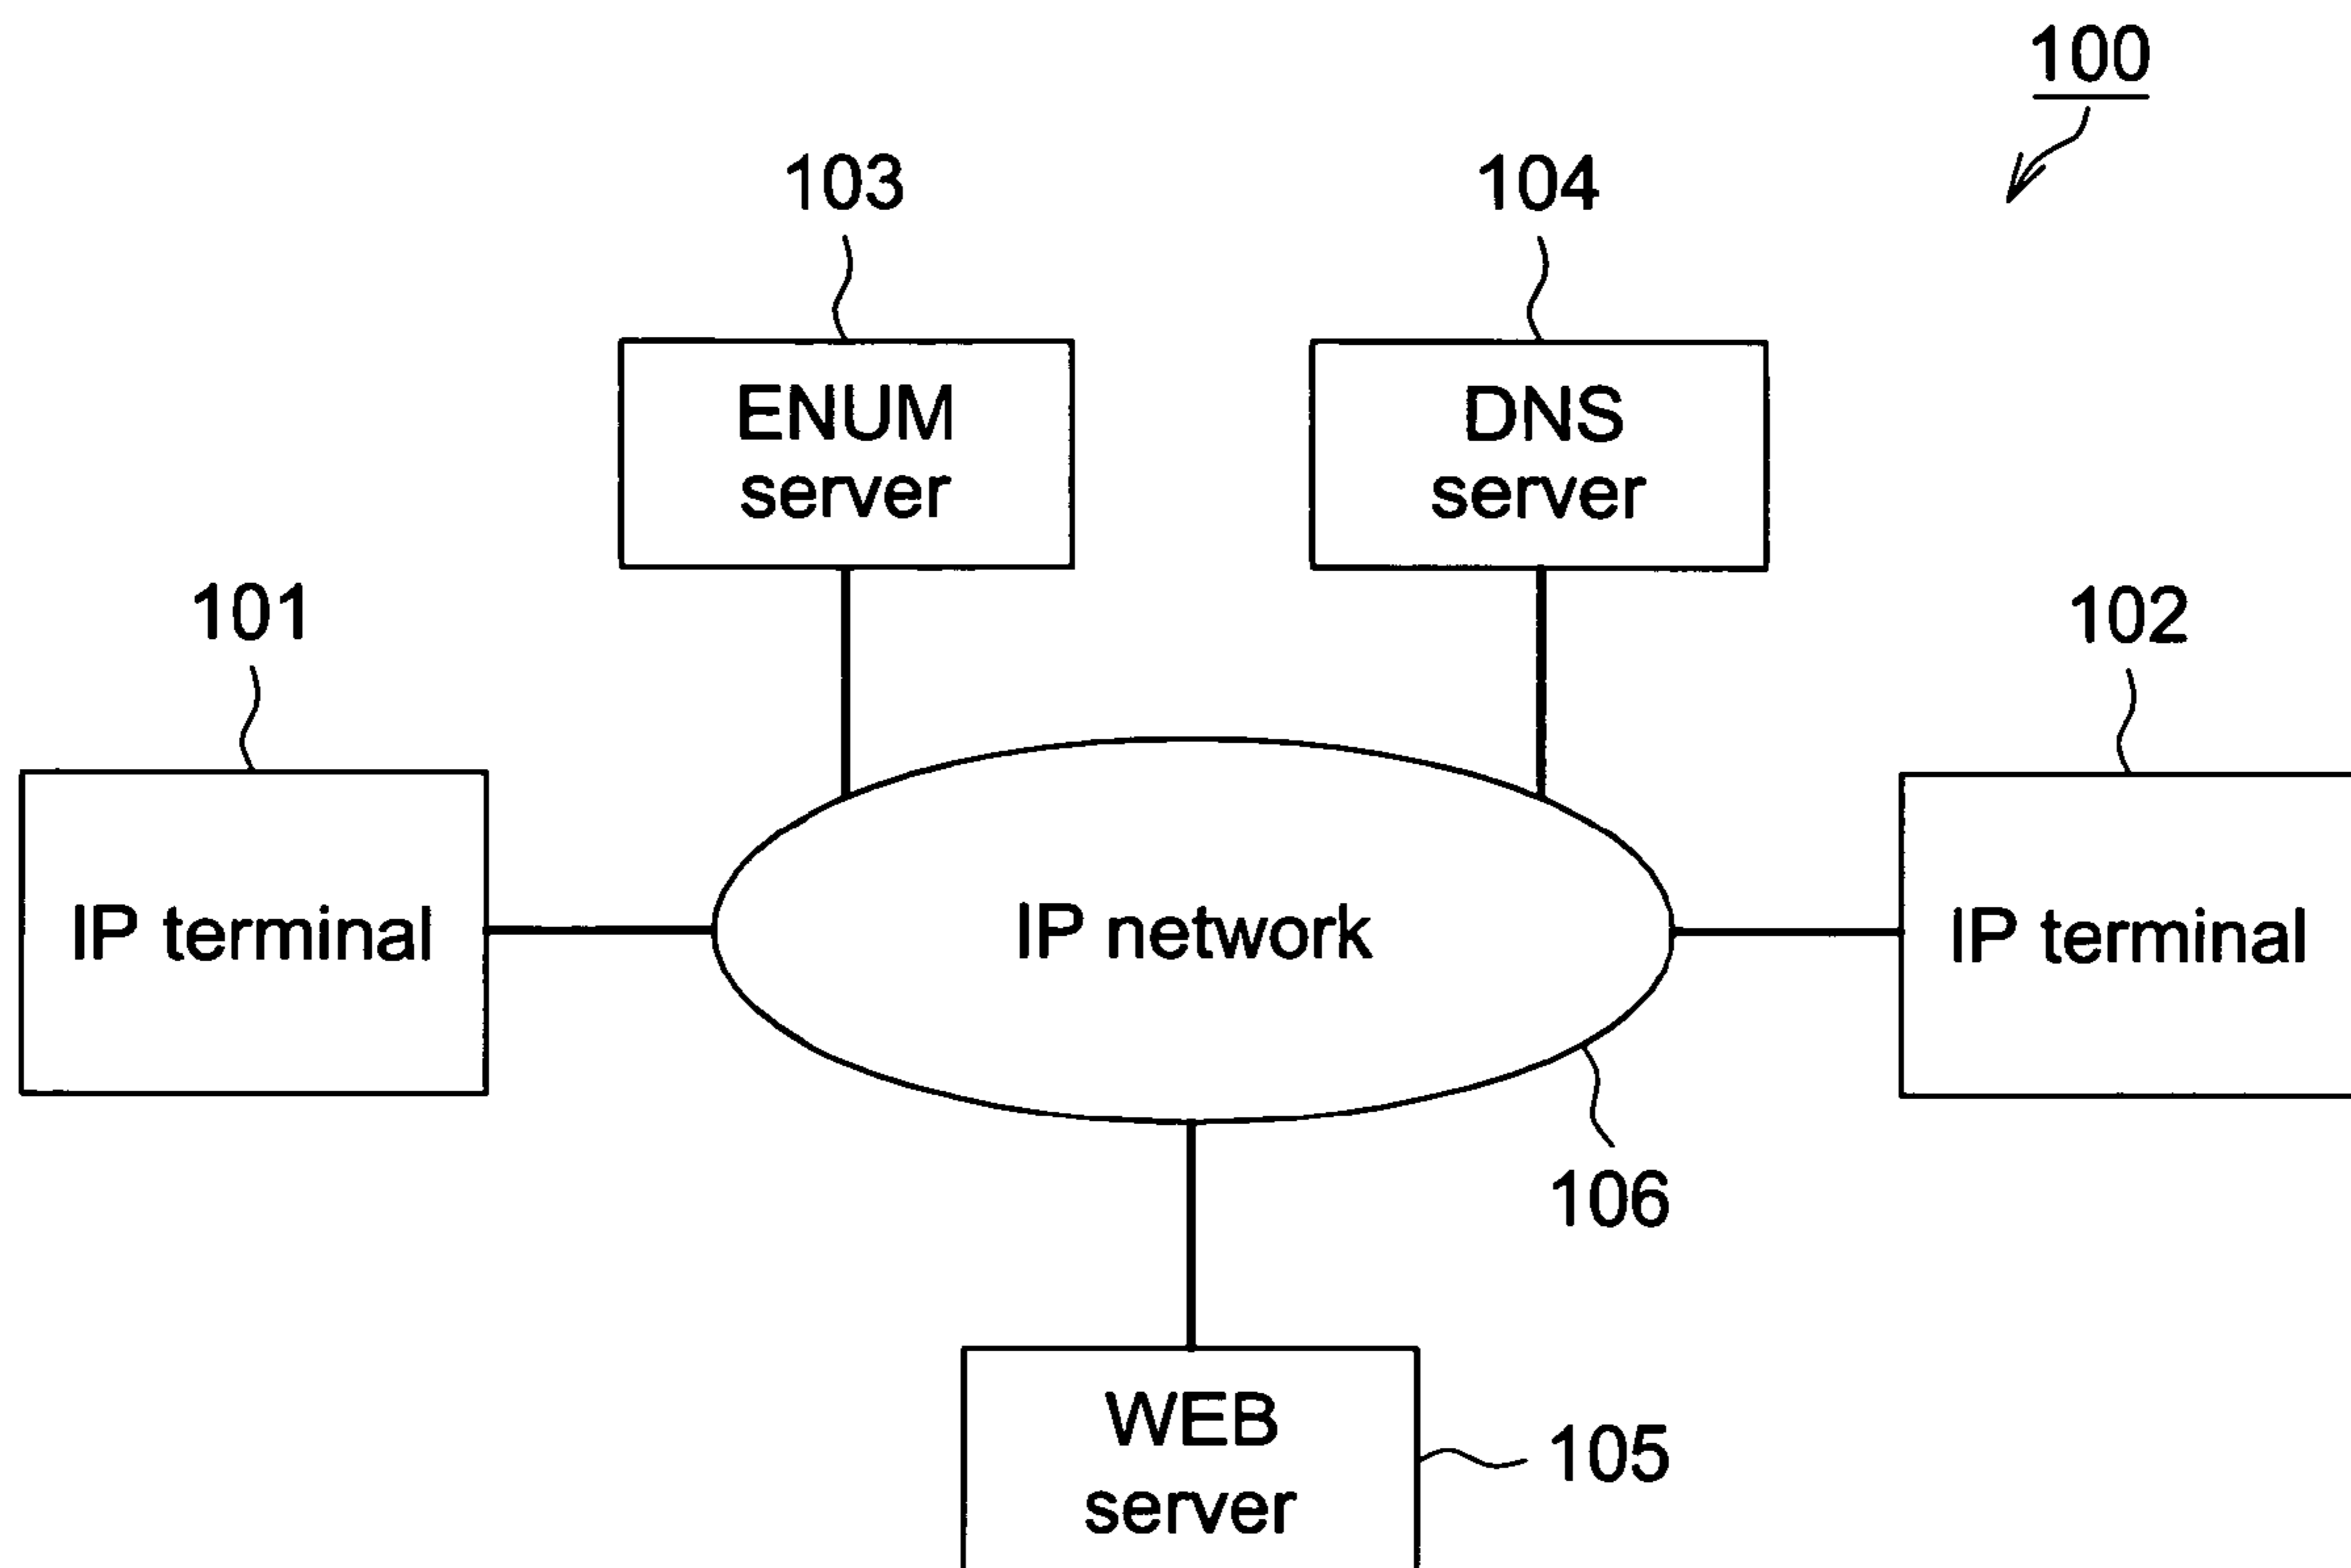 100
103
104
ENUM
server
DNS
server
101
102
IP terminal
IP network
IP terminal
106
WEB
server
105